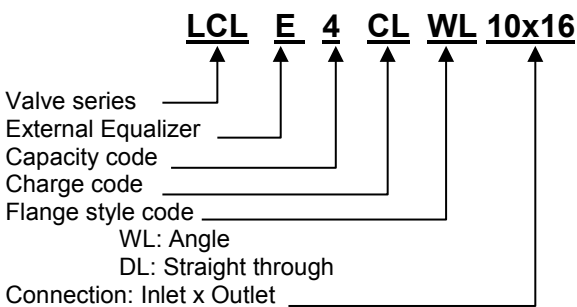 LCL E 4 CL WL 10x16
Valve series
External Equalizer
Capacity code
Charge code
Flange style code
WL: Angle
DL: Straight through
Connection: Inlet x Outlet